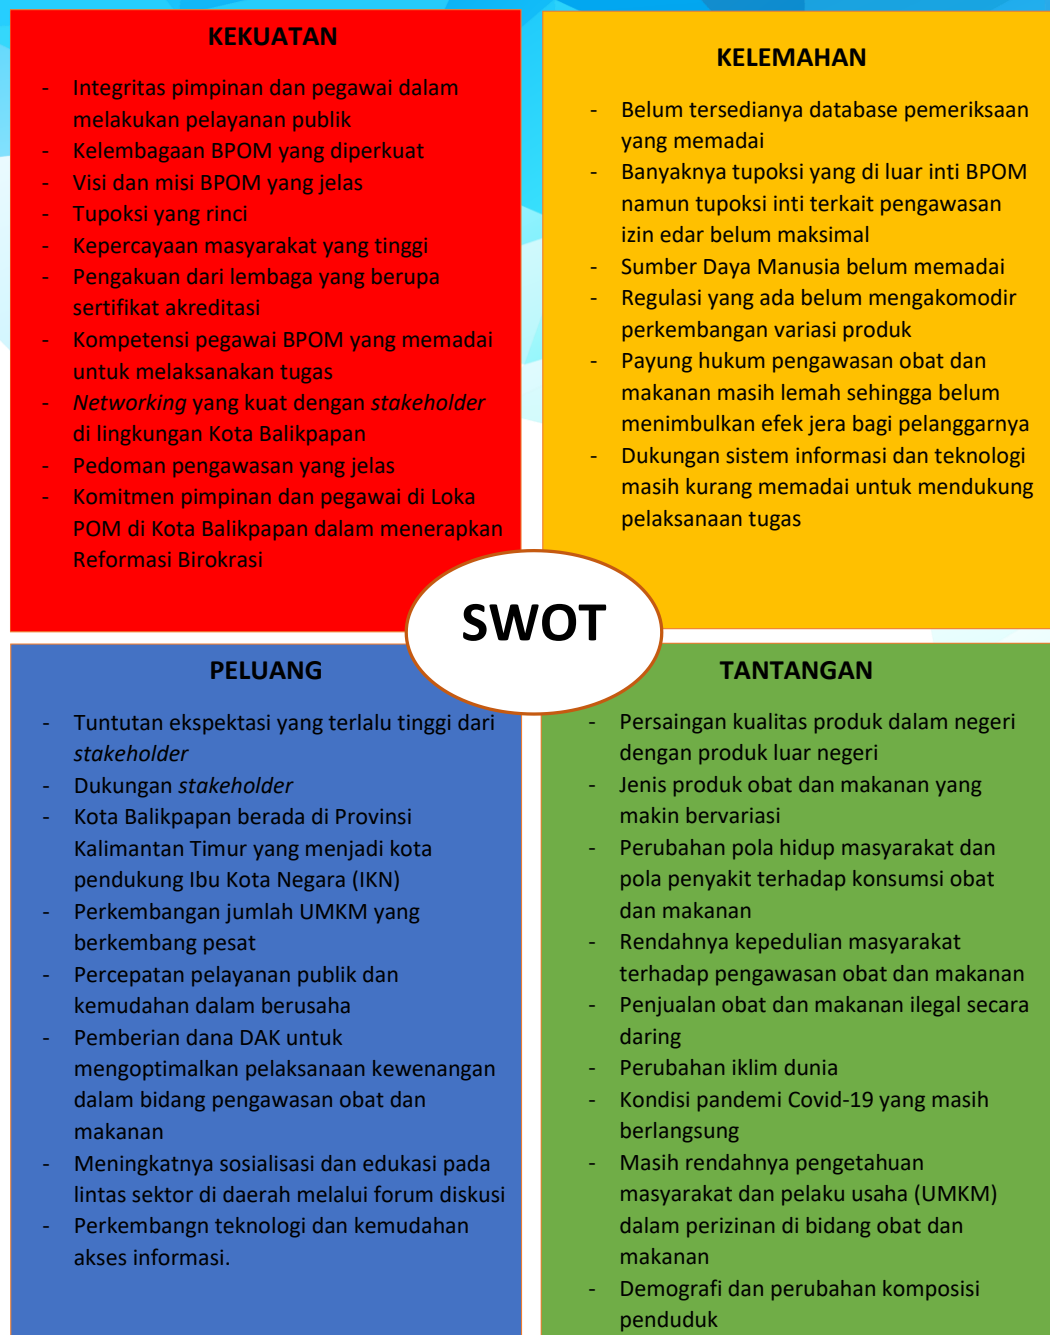 KEKUATAN
- Integritas pimpinan dan pegawai dalam
melakukan pelayanan publik
- Kelembagaan BPOM yang diperkuat
- Visi dan misi BPOM yang jelas
- Tupoksi yang rinci
- Kepercayaan masyarakat yang tinggi
- Pengakuan dari lembaga yang berupa
sertifikat akreditasi
- Kompetensi pegawai BPOM yang memadai
untuk melaksanakan tugas
- Networking yang kuat dengan stakeholder
di lingkungan Kota Balikpapan
- Pedoman pengawasan yang jelas
- Komitmen pimpinan dan pegawai di Loka
POM di Kota Balikpapan dalam menerapkan
Reformasi Birokrasi
KELEMAHAN
- Belum tersedianya database pemeriksaan
yang memadai
- Banyaknya tupoksi yang di luar inti BPOM
namun tupoksi inti terkait pengawasan
izin edar belum maksimal
- Sumber Daya Manusia belum memadai
- Regulasi yang ada belum mengakomodir
perkembangan variasi produk
- Payung hukum pengawasan obat dan
makanan masih lemah sehingga belum
menimbulkan efek jera bagi pelanggarnya
- Dukungan sistem informasi dan teknologi
masih kurang memadai untuk mendukung
pelaksanaan tugas
SWOT
PELUANG
- Tuntutan ekspektasi yang terlalu tinggi dari
stakeholder
- Dukungan stakeholder
- Kota Balikpapan berada di Provinsi
Kalimantan Timur yang menjadi kota
pendukung Ibu Kota Negara (IKN)
- Perkembangan jumlah UMKM yang
berkembang pesat
- Percepatan pelayanan publik dan
kemudahan dalam berusaha
- Pemberian dana DAK untuk
mengoptimalkan pelaksanaan kewenangan
dalam bidang pengawasan obat dan
makanan
- Meningkatnya sosialisasi dan edukasi pada
lintas sektor di daerah melalui forum diskusi
- Perkembangn teknologi dan kemudahan
akses informasi.
TANTANGAN
- Persaingan kualitas produk dalam negeri
dengan produk luar negeri
- Jenis produk obat dan makanan yang
makin bervariasi
- Perubahan pola hidup masyarakat dan
pola penyakit terhadap konsumsi obat
dan makanan
- Rendahnya kepedulian masyarakat
terhadap pengawasan obat dan makanan
- Penjualan obat dan makanan ilegal secara
daring
- Perubahan iklim dunia
- Kondisi pandemi Covid-19 yang masih
berlangsung
- Masih rendahnya pengetahuan
masyarakat dan pelaku usaha (UMKM)
dalam perizinan di bidang obat dan
makanan
- Demografi dan perubahan komposisi
penduduk